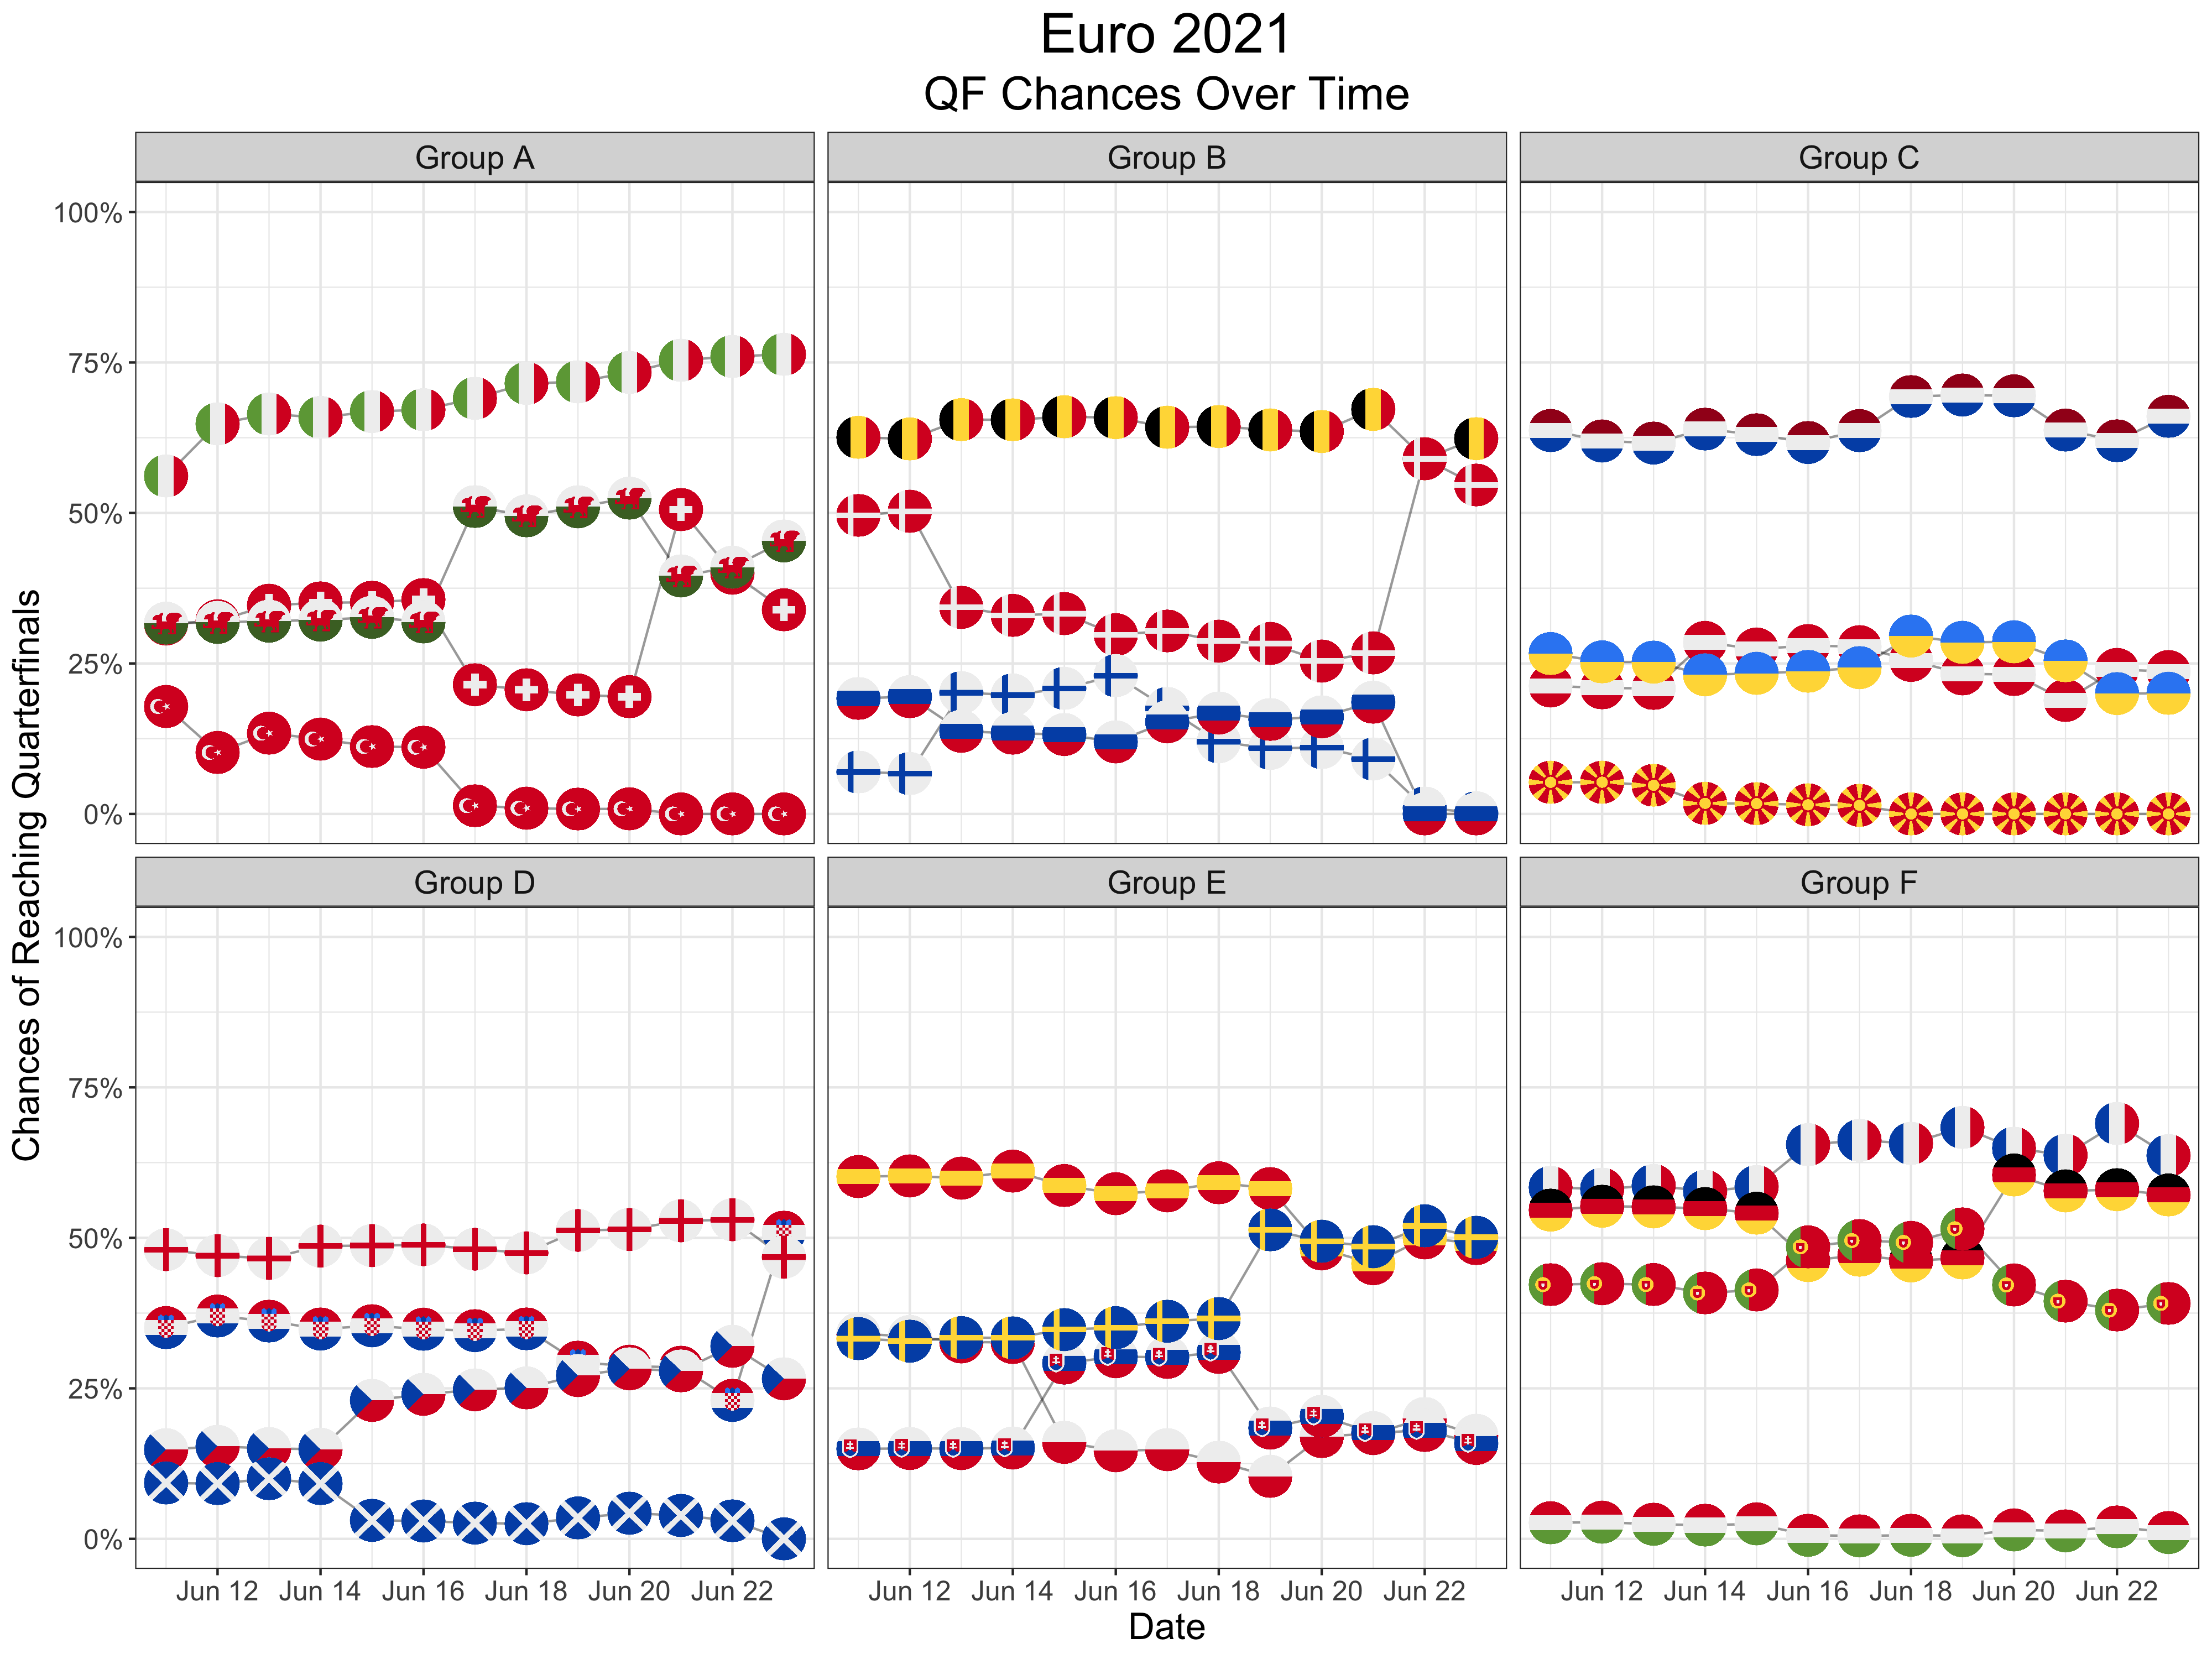 Euro 2021
QF Chances Over Time
Group A
Group B
Group C
100%
75%
50%
25%
0%
Group D
Group E
Group F
100%
75%
50%
25%
0%
Chances of Reaching Quarterfinals
Jun 12 Jun 14 Jun 16 Jun 18 Jun 20 Jun 22
Jun 12 Jun 14 Jun 16 Jun 18 Jun 20 Jun 22
Jun 12 Jun 14 Jun 16 Jun 18 Jun 20 Jun 22
Date